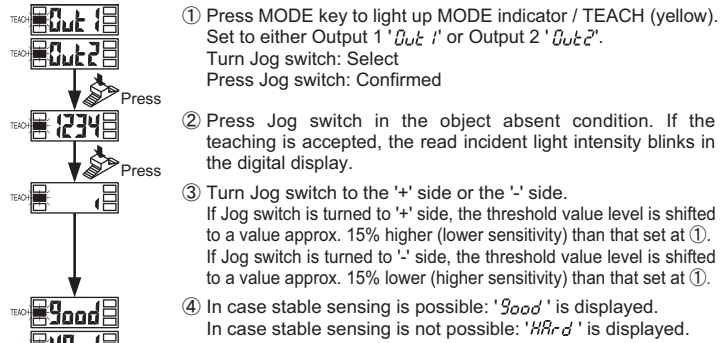 TEACH Out 1
TEACH Out2
Press
TEACH 1234
Press
TEACH 1
TEACH good
① Press MODE key to light up MODE indicator / TEACH (yellow).
Set to either Output 1 ' Out 1' or Output 2 ' Out2'.
Turn Jog switch: Select
Press Jog switch: Confirmed
② Press Jog switch in the object absent condition. If the
teaching is accepted, the read incident light intensity blinks in
the digital display.
③ Turn Jog switch to the '+' side or the '-' side.
If Jog switch is turned to '+' side, the threshold value level is shifted
to a value approx. 15% higher (lower sensitivity) than that set at ①.
If Jog switch is turned to '-' side, the threshold value level is shifted
to a value approx. 15% lower (higher sensitivity) than that set at ①.
④ In case stable sensing is possible: 'good ' is displayed.
In case stable sensing is not possible: 'HArd ' is displayed.